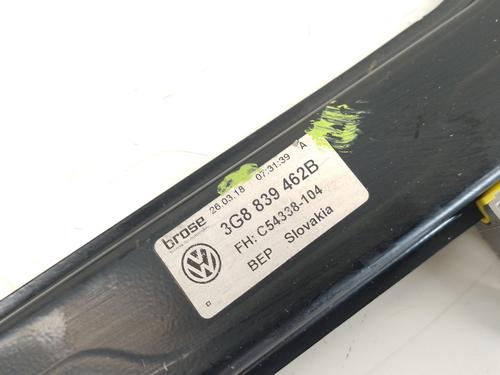 brose
26.03.18 07:31:39 A
3G8 839 462B
FH: C54338-104
BEP Slovakia